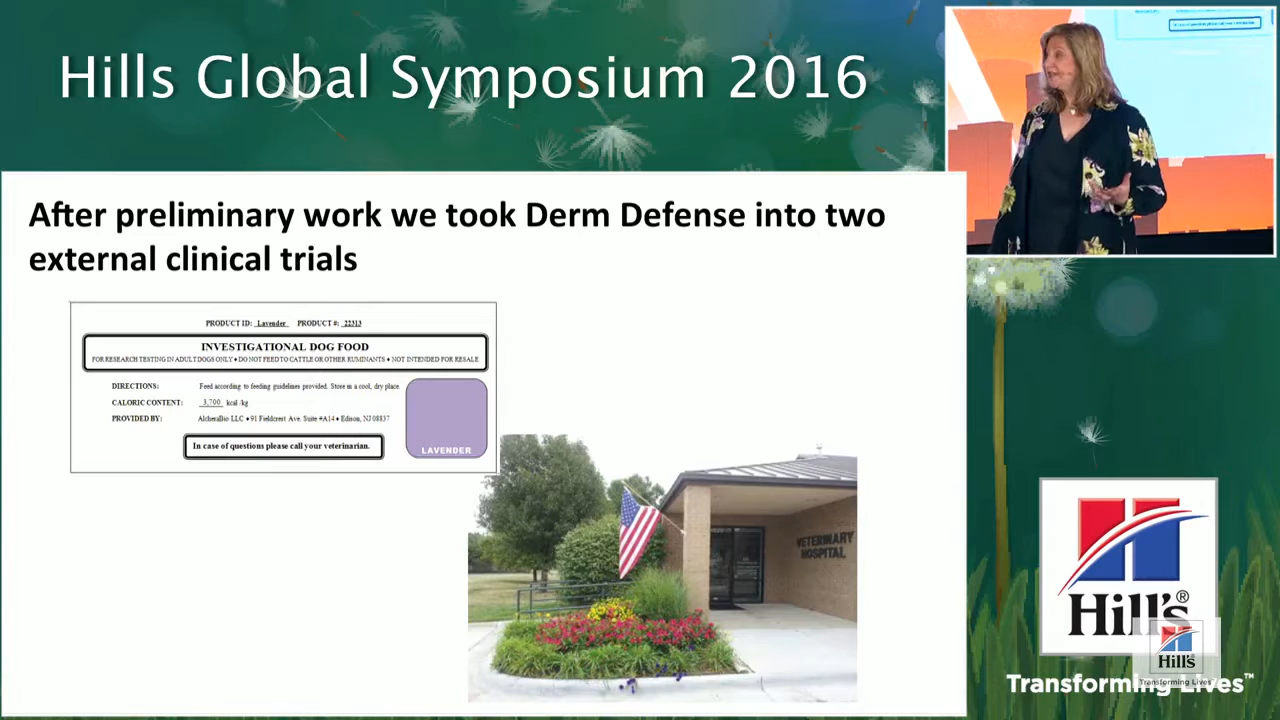 Hills Global Symposium 2016
After preliminary work we took Derm Defense into two
external clinical trials
PRODUCT ID: Lavender PRODUCT #: 22313
INVESTIGATIONAL DOG FOOD
FOR RESEARCH TESTING IN ADULT DOGS ONLY ♦ DO NOT FEED TO CATTLE OR OTHER RUMINANTS ♦ NOT INTENDED FOR RESALE
DIRECTIONS: Feed according to feeding guidelines provided. Store in a cool, dry place.
CALORIC CONTENT: 3,700 kcal /kg
PROVIDED BY: AlcheraBio LLC ♦ 91 Fieldcrest Ave. Suite #A14 ♦ Edison, NJ 08837
In case of questions please call your veterinarian.
LAVENDER
VETERINARY
HOSPITAL
Hill's®
Transforming Lives™
Hill's
Transforming Lives